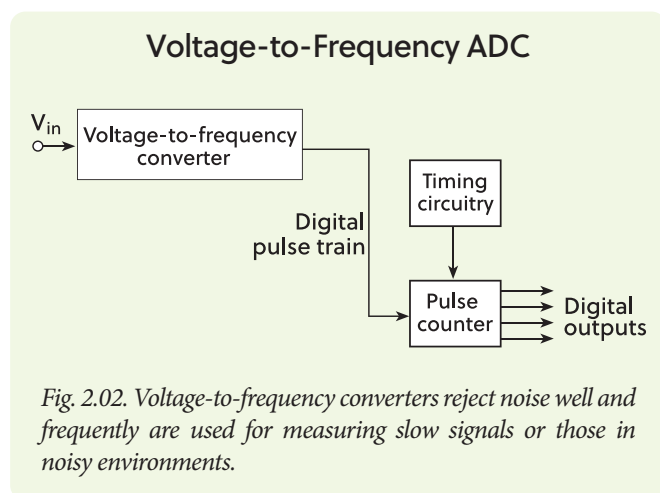 Voltage-to-Frequency ADC
Vin
Voltage-to-frequency
converter
Timing
circuitry
Digital
pulse train
Pulse
counter
Digital
outputs
Fig. 2.02. Voltage-to-frequency converters reject noise well and
frequently are used for measuring slow signals or those in
noisy environments.